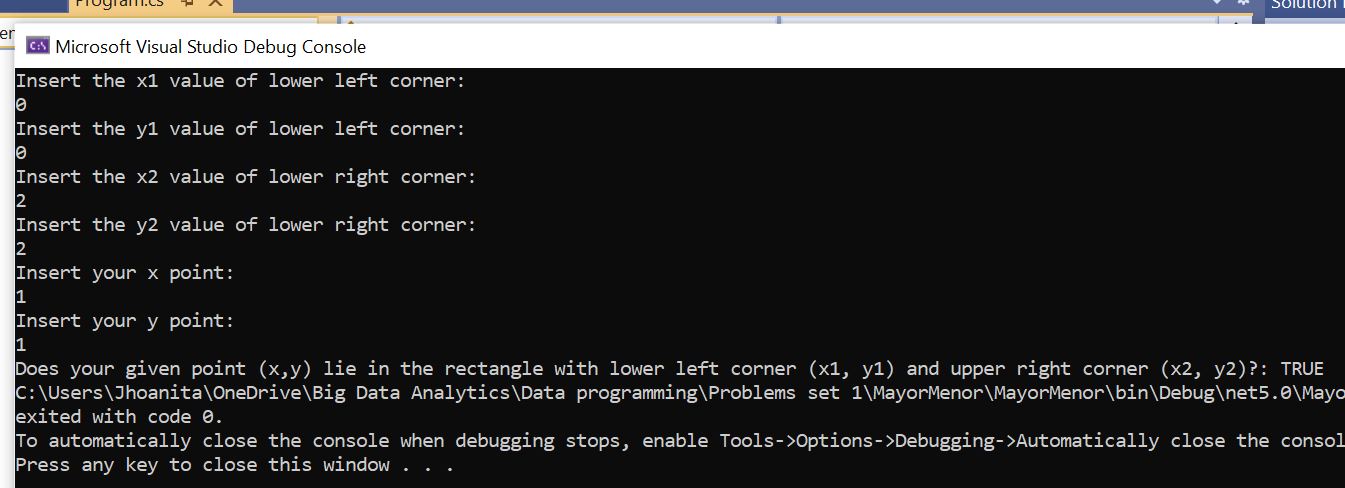 Program.cs
Solution
Microsoft Visual Studio Debug Console
Insert the x1 value of lower left corner:
0
Insert the y1 value of lower left corner:
0
Insert the x2 value of lower right corner:
2
Insert the y2 value of lower right corner:
2
Insert your x point:
1
Insert your y point:
1
Does your given point (x,y) lie in the rectangle with lower left corner (x1, y1) and upper right corner (x2, y2)?: TRUE
C:\Users\Jhoanita\OneDrive\Big Data Analytics\Data programming\Problems set 1\MayorMenor\MayorMenor\bin\Debug\net5.0\Mayo
exited with code 0.
To automatically close the console when debugging stops, enable Tools->Options->Debugging->Automatically close the consol
Press any key to close this window . . .